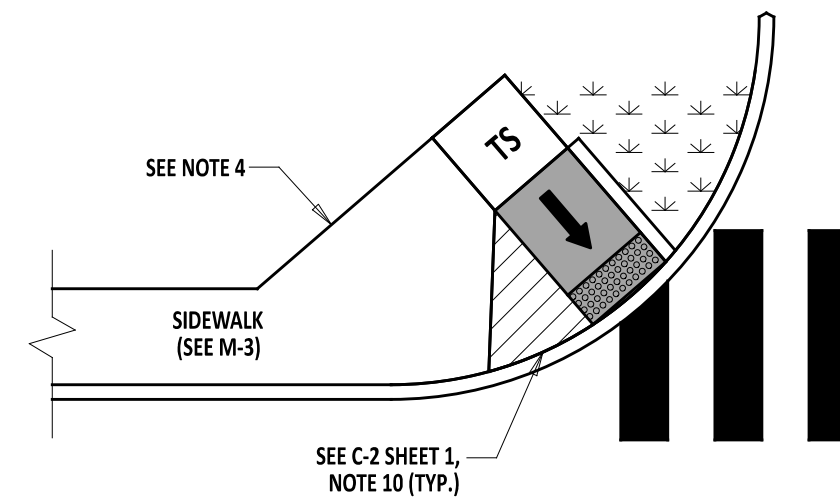 TS
SEE NOTE 4
SIDEWALK
(SEE M-3)
SEE C-2 SHEET 1,
NOTE 10 (TYP.)